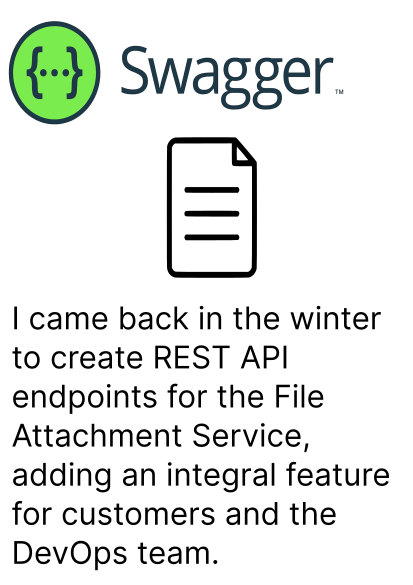 {···} Swagger™
I came back in the winter
to create REST API
endpoints for the File
Attachment Service,
adding an integral feature
for customers and the
DevOps team.